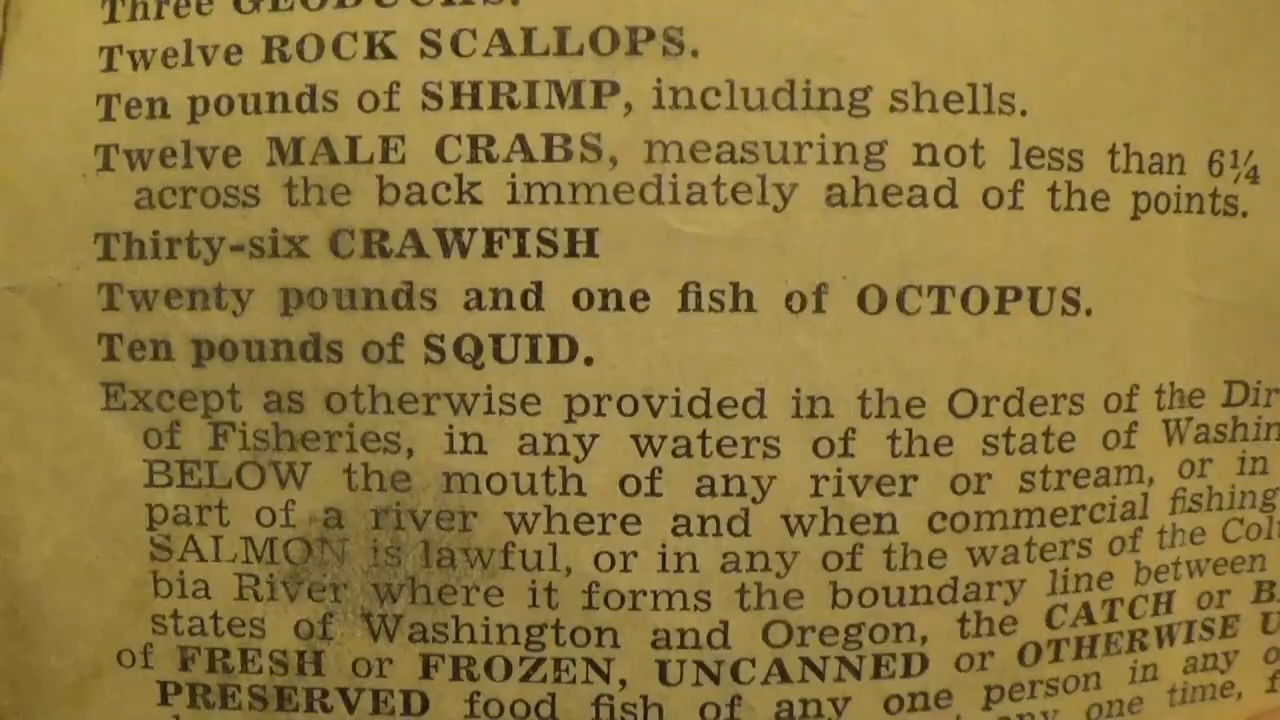 Three GEODUCKS.
Twelve ROCK SCALLOPS.
Ten pounds of SHRIMP, including shells.
Twelve MALE CRABS, measuring not less than 6¼
across the back immediately ahead of the points.
Thirty-six CRAWFISH
Twenty pounds and one fish of OCTOPUS.
Ten pounds of SQUID.
Except as otherwise provided in the Orders of the Dir
of Fisheries, in any waters of the state of Washin
BELOW the mouth of any river or stream, or in
part of a river where and when commercial fishing
SALMON is lawful, or in any of the waters of the Col
bia River where it forms the boundary line between
states of Washington and Oregon, the CATCH or B
of FRESH or FROZEN, UNCANNED or OTHERWISE U
PRESERVED food fish of any one person in any o
any one time, f